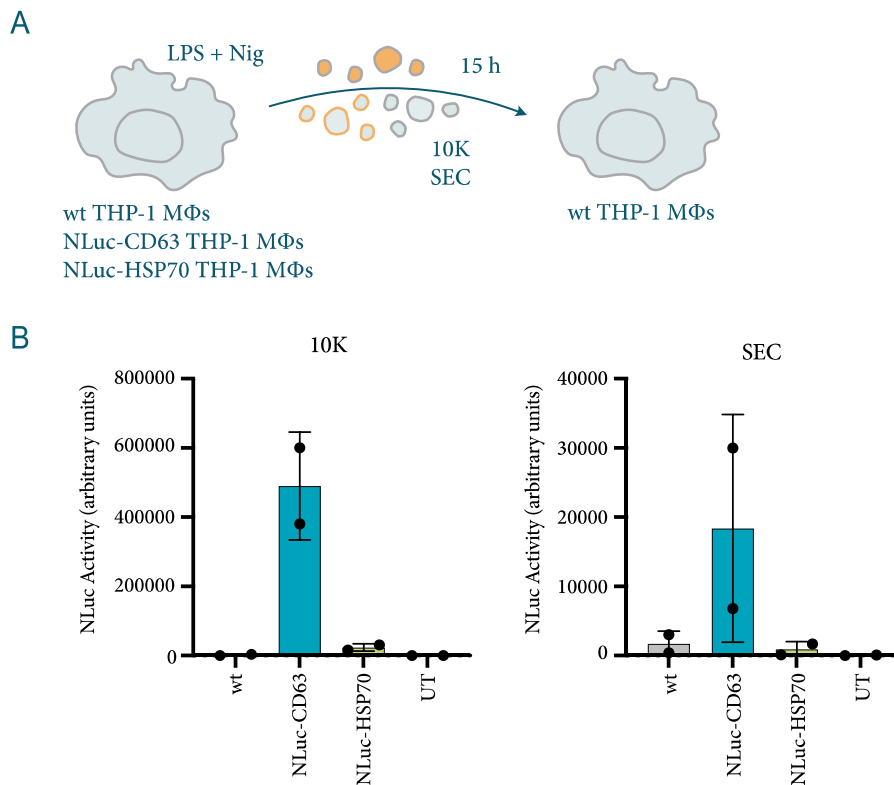 A
LPS + Nig
15 h
10K
SEC
wt THP-1 MΦs
NLuc-CD63 THP-1 MΦs
NLuc-HSP70 THP-1 MΦs
wt THP-1 MΦs
B
10K
NLuc Activity (arbitrary units)
800000
600000
400000
200000
0
wt
NLuc-CD63
NLuc-HSP70
UT
SEC
NLuc Activity (arbitrary units)
40000
30000
20000
10000
0
wt
NLuc-CD63
NLuc-HSP70
UT